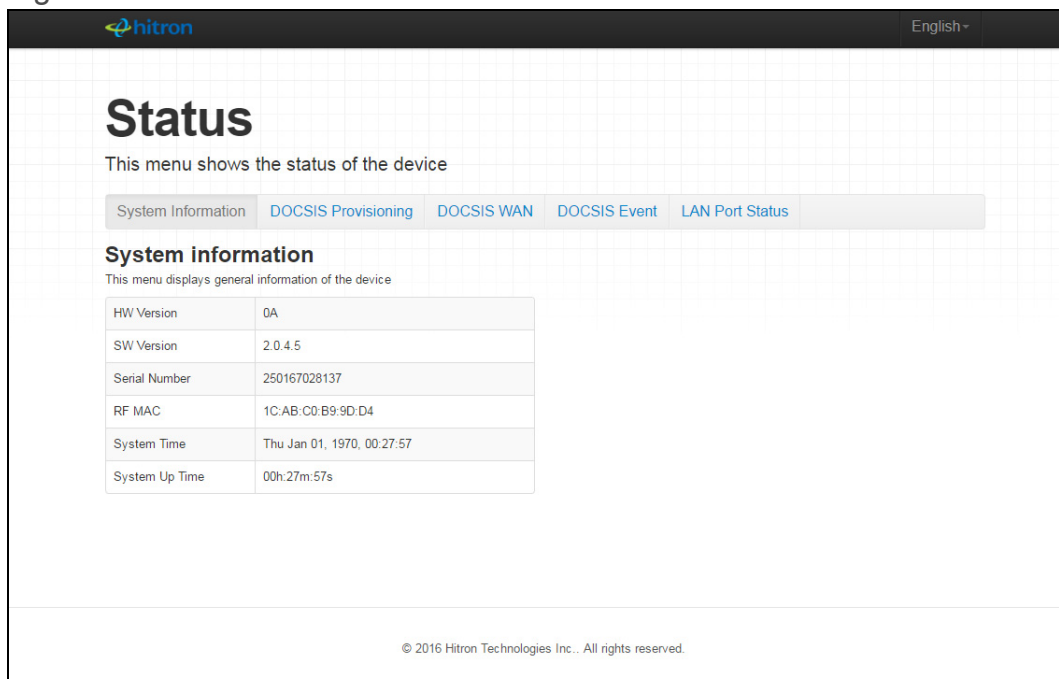 hitron
English
Status
This menu shows the status of the device
System Information DOCSIS Provisioning DOCSIS WAN DOCSIS Event LAN Port Status
System information
This menu displays general information of the device
HW Version 0A
SW Version 2.0.4.5
Serial Number 250167028137
RF MAC 1C:AB:C0:B9:9D:D4
System Time Thu Jan 01, 1970, 00:27:57
System Up Time 00h:27m:57s
© 2016 Hitron Technologies Inc.. All rights reserved.